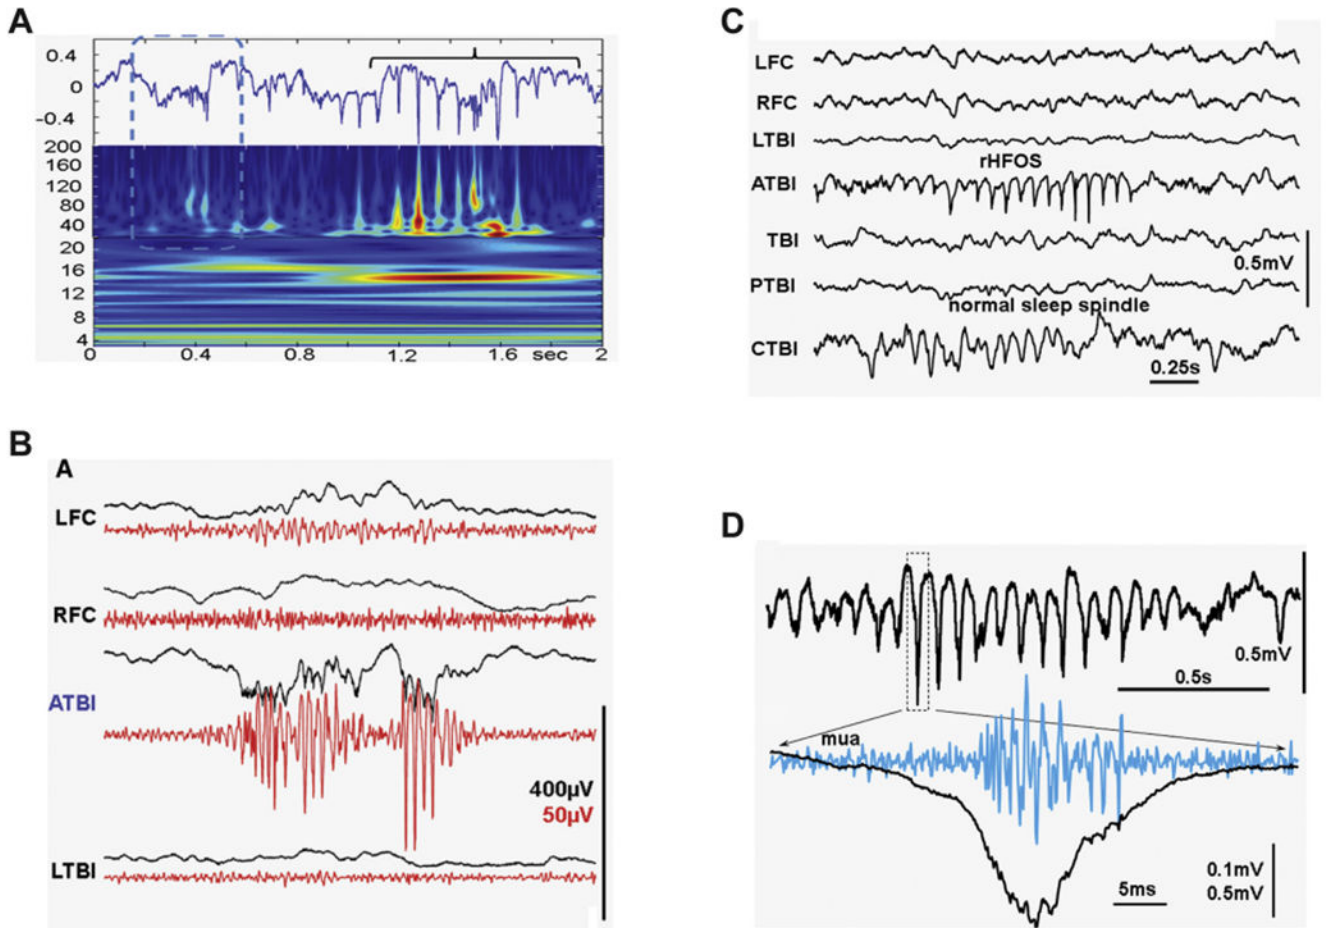 A
0.4
0
-0.4
200
160
120
80
40
20
16
12
8
4
0 0.4 0.8 1.2 1.6 sec 2
B
A
LFC
RFC
ATBI
400µV
50µV
LTBI
C
LFC
RFC
LTBI
rHFOS
ATBI
TBI
0.5mV
PTBI
normal sleep spindle
CTBI
0.25s
D
0.5mV
0.5s
mua
0.1mV
5ms
0.5mV